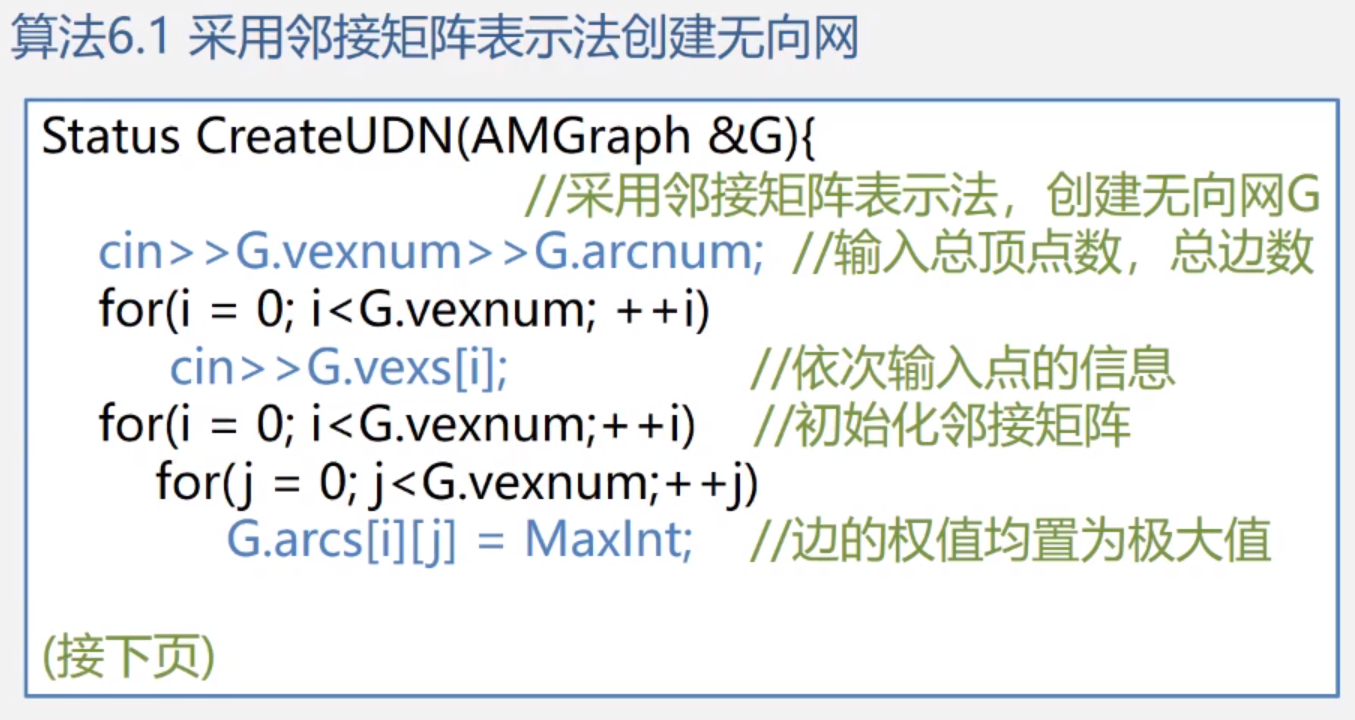 算法6.1 采用邻接矩阵表示法创建无向网
Status CreateUDN(AMGraph &G){
//采用邻接矩阵表示法，创建无向网G
cin>>G.vexnum>>G.arcnum; //输入总顶点数，总边数
for(i = 0; i<G.vexnum; ++i)
cin>>G.vexs[i]; //依次输入点的信息
for(i = 0; i<G.vexnum;++i) //初始化邻接矩阵
for(j = 0; j<G.vexnum;++j)
G.arcs[i][j] = MaxInt; //边的权值均置为极大值
(接下页)